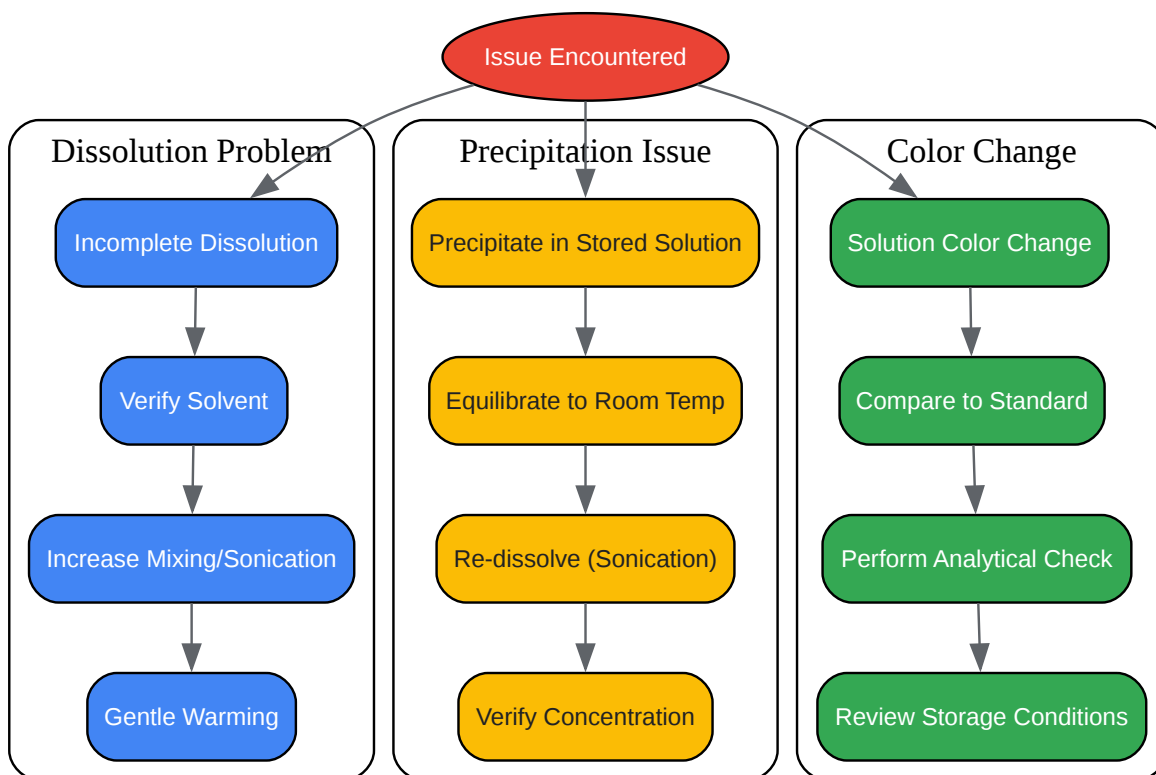 Issue Encountered
Dissolution Problem
Incomplete Dissolution
Verify Solvent
Increase Mixing/Sonication
Gentle Warming
Precipitation Issue
Precipitate in Stored Solution
Equilibrate to Room Temp
Re-dissolve (Sonication)
Verify Concentration
Color Change
Solution Color Change
Compare to Standard
Perform Analytical Check
Review Storage Conditions